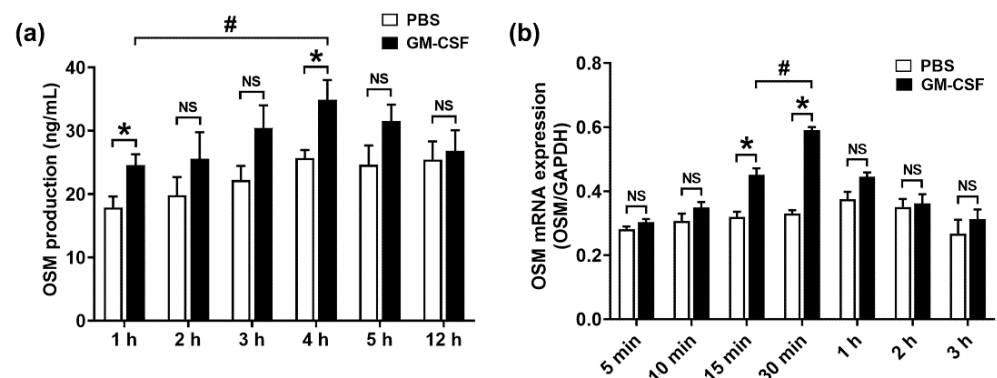 (a)
PBS
GM-CSF
#
OSM production (ng/mL)
40
30
20
10
0
*
NS
NS
*
NS
NS
1 h
2 h
3 h
4 h
5 h
12 h
(b)
PBS
GM-CSF
#
OSM mRNA expression
(OSM/GAPDH)
0.8
0.6
0.4
0.2
0.0
NS
NS
*
*
NS
NS
NS
5 min
10 min
15 min
30 min
1 h
2 h
3 h